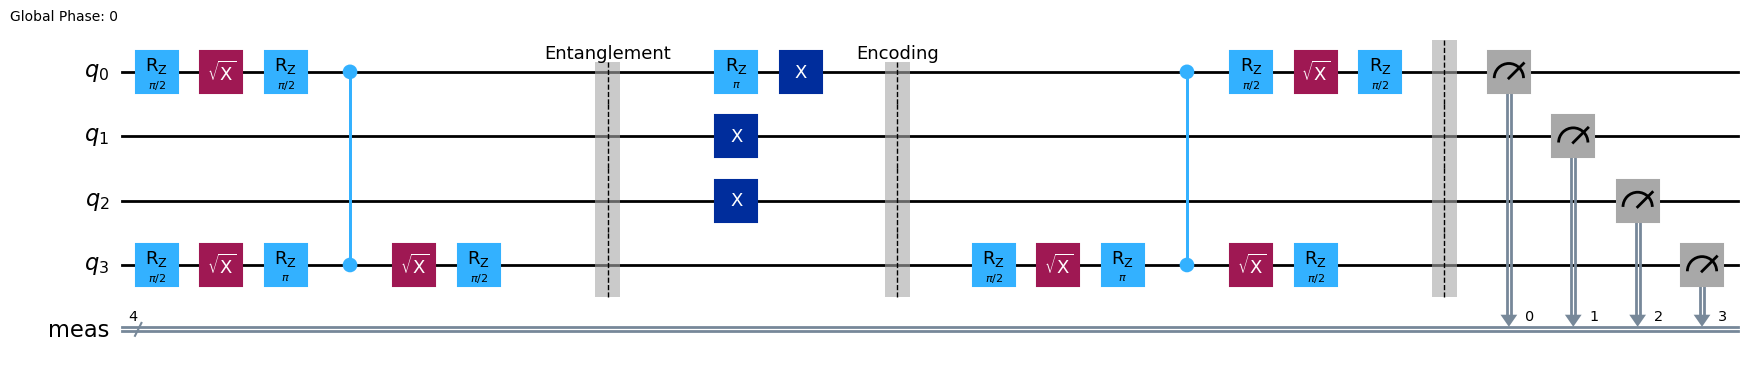 Global Phase: 0
Entanglement Encoding
q0 RZ π/2 √X RZ π/2 RZ π X RZ π/2 √X RZ π/2
q1 X
q2 X
q3 RZ π/2 √X RZ π √X RZ π/2 RZ π/2 √X RZ π √X RZ π/2
meas 4 0 1 2 3